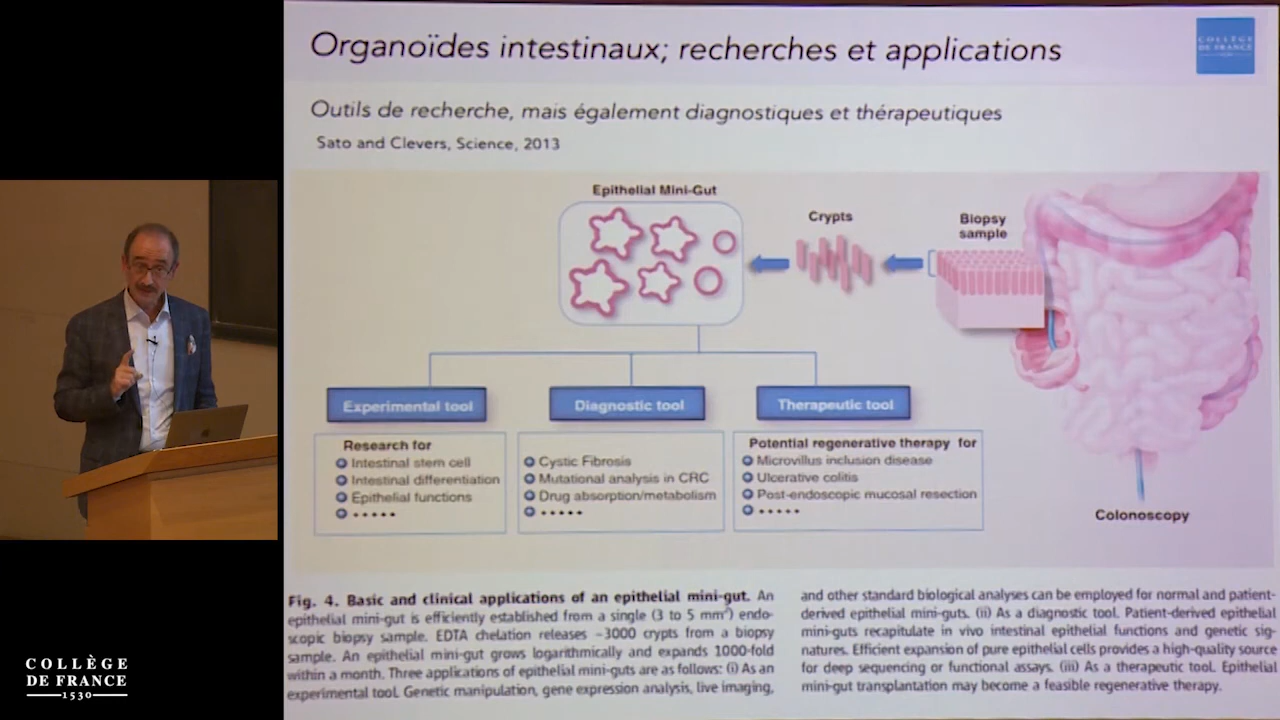 Organoïdes intestinaux; recherches et applications
COLLÈGE
DE FRANCE
1530
Outils de recherche, mais également diagnostiques et thérapeutiques
Sato and Clevers, Science, 2013
Epithelial Mini-Gut
Crypts
Biopsy
sample
Experimental tool
Diagnostic tool
Therapeutic tool
Research for
Intestinal stem cell
Intestinal differentiation
Epithelial functions
•••••
Cystic Fibrosis
Mutational analysis in CRC
Drug absorption/metabolism
•••••
Potential regenerative therapy for
Microvillus inclusion disease
Ulcerative colitis
Post-endoscopic mucosal resection
•••••
Colonoscopy
Fig. 4. Basic and clinical applications of an epithelial mini-gut. An
epithelial mini-gut is efficiently established from a single (3 to 5 mm²) endo-
scopic biopsy sample. EDTA chelation releases ~3000 crypts from a biopsy
sample. An epithelial mini-gut grows logarithmically and expands 1000-fold
within a month. Three applications of epithelial mini-guts are as follows: (i) As an
experimental tool. Genetic manipulation, gene expression analysis, live imaging,
and other standard biological analyses can be employed for normal and patient-
derived epithelial mini-guts. (ii) As a diagnostic tool. Patient-derived epithelial
mini-guts recapitulate in vivo intestinal epithelial functions and genetic sig-
natures. Efficient expansion of pure epithelial cells provides a high-quality source
for deep sequencing or functional assays. (iii) As a therapeutic tool. Epithelial
mini-gut transplantation may become a feasible regenerative therapy.
COLLÈGE
DE FRANCE
1530